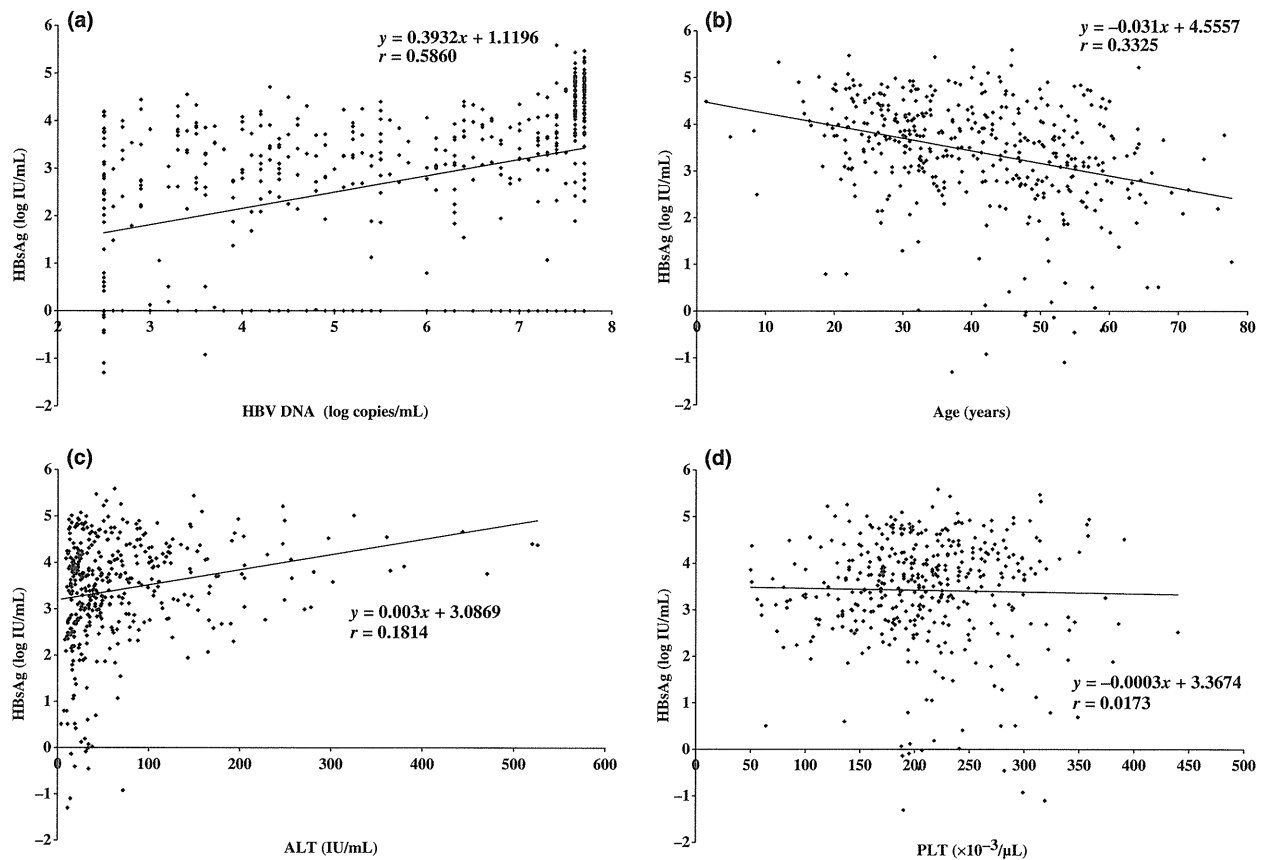 (a)
y = 0.3932x + 1.1196
r = 0.5860
HBsAg (log IU/mL)
6
5
4
3
2
1
0
–1
–2
2 3 4 5 6 7 8
HBV DNA (log copies/mL)
(b)
y = –0.031x + 4.5557
r = 0.3325
HBsAg (log IU/mL)
6
5
4
3
2
1
0
–1
–2
0 10 20 30 40 50 60 70 80
Age (years)
(c)
HBsAg (log IU/mL)
6
5
4
3
2
1
0
–1
–2
y = 0.003x + 3.0869
r = 0.1814
0 100 200 300 400 500 600
ALT (IU/mL)
(d)
HBsAg (log IU/mL)
6
5
4
3
2
1
0
–1
–2
y = –0.0003x + 3.3674
r = 0.0173
0 50 100 150 200 250 300 350 400 450 500
PLT (×10–3/µL)